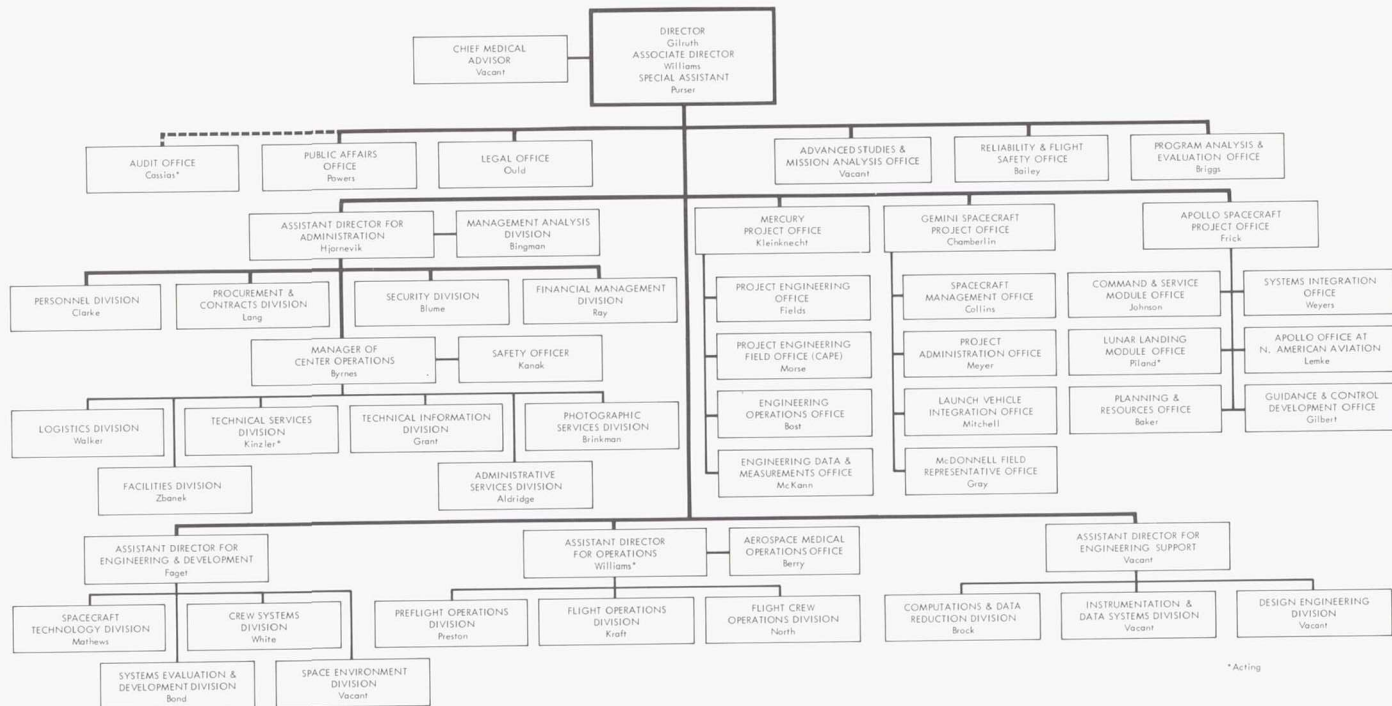 CHIEF MEDICAL
ADVISOR
Vacant
DIRECTOR
Gilruth
ASSOCIATE DIRECTOR
Williams
SPECIAL ASSISTANT
Purser
AUDIT OFFICE
Cassias*
PUBLIC AFFAIRS
OFFICE
Powers
LEGAL OFFICE
Ould
ADVANCED STUDIES &
MISSION ANALYSIS OFFICE
Vacant
RELIABILITY & FLIGHT
SAFETY OFFICE
Bailey
PROGRAM ANALYSIS &
EVALUATION OFFICE
Briggs
ASSISTANT DIRECTOR FOR
ADMINISTRATION
Hjornevik
MANAGEMENT ANALYSIS
DIVISION
Bingman
MERCURY
PROJECT OFFICE
Kleinknecht
GEMINI SPACECRAFT
PROJECT OFFICE
Chamberlin
APOLLO SPACECRAFT
PROJECT OFFICE
Frick
PERSONNEL DIVISION
Clarke
PROCUREMENT &
CONTRACTS DIVISION
Lang
SECURITY DIVISION
Blume
FINANCIAL MANAGEMENT
DIVISION
Ray
MANAGER OF
CENTER OPERATIONS
Byrnes
SAFETY OFFICER
Kanak
LOGISTICS DIVISION
Walker
TECHNICAL SERVICES
DIVISION
Kinzler*
TECHNICAL INFORMATION
DIVISION
Grant
PHOTOGRAPHIC
SERVICES DIVISION
Brinkman
FACILITIES DIVISION
Zbanek
ADMINISTRATIVE
SERVICES DIVISION
Aldridge
PROJECT ENGINEERING
OFFICE
Fields
PROJECT ENGINEERING
FIELD OFFICE (CAPE)
Morse
ENGINEERING
OPERATIONS OFFICE
Bost
ENGINEERING DATA &
MEASUREMENTS OFFICE
McKann
SPACECRAFT
MANAGEMENT OFFICE
Collins
PROJECT
ADMINISTRATION OFFICE
Meyer
LAUNCH VEHICLE
INTEGRATION OFFICE
Mitchell
McDONNELL FIELD
REPRESENTATIVE OFFICE
Gray
COMMAND & SERVICE
MODULE OFFICE
Johnson
SYSTEMS INTEGRATION
OFFICE
Weyers
LUNAR LANDING
MODULE OFFICE
Piland*
APOLLO OFFICE AT
N. AMERICAN AVIATION
Lemke
PLANNING &
RESOURCES OFFICE
Baker
GUIDANCE & CONTROL
DEVELOPMENT OFFICE
Gilbert
ASSISTANT DIRECTOR FOR
ENGINEERING & DEVELOPMENT
Faget
ASSISTANT DIRECTOR
FOR OPERATIONS
Williams*
AEROSPACE MEDICAL
OPERATIONS OFFICE
Berry
ASSISTANT DIRECTOR FOR
ENGINEERING SUPPORT
Vacant
SPACECRAFT
TECHNOLOGY DIVISION
Mathews
CREW SYSTEMS
DIVISION
White
PREFLIGHT OPERATIONS
DIVISION
Preston
FLIGHT OPERATIONS
DIVISION
Kraft
FLIGHT CREW
OPERATIONS DIVISION
North
COMPUTATIONS & DATA
REDUCTION DIVISION
Brock
INSTRUMENTATION &
DATA SYSTEMS DIVISION
Vacant
DESIGN ENGINEERING
DIVISION
Vacant
SYSTEMS EVALUATION &
DEVELOPMENT DIVISION
Bond
SPACE ENVIRONMENT
DIVISION
Vacant
*Acting